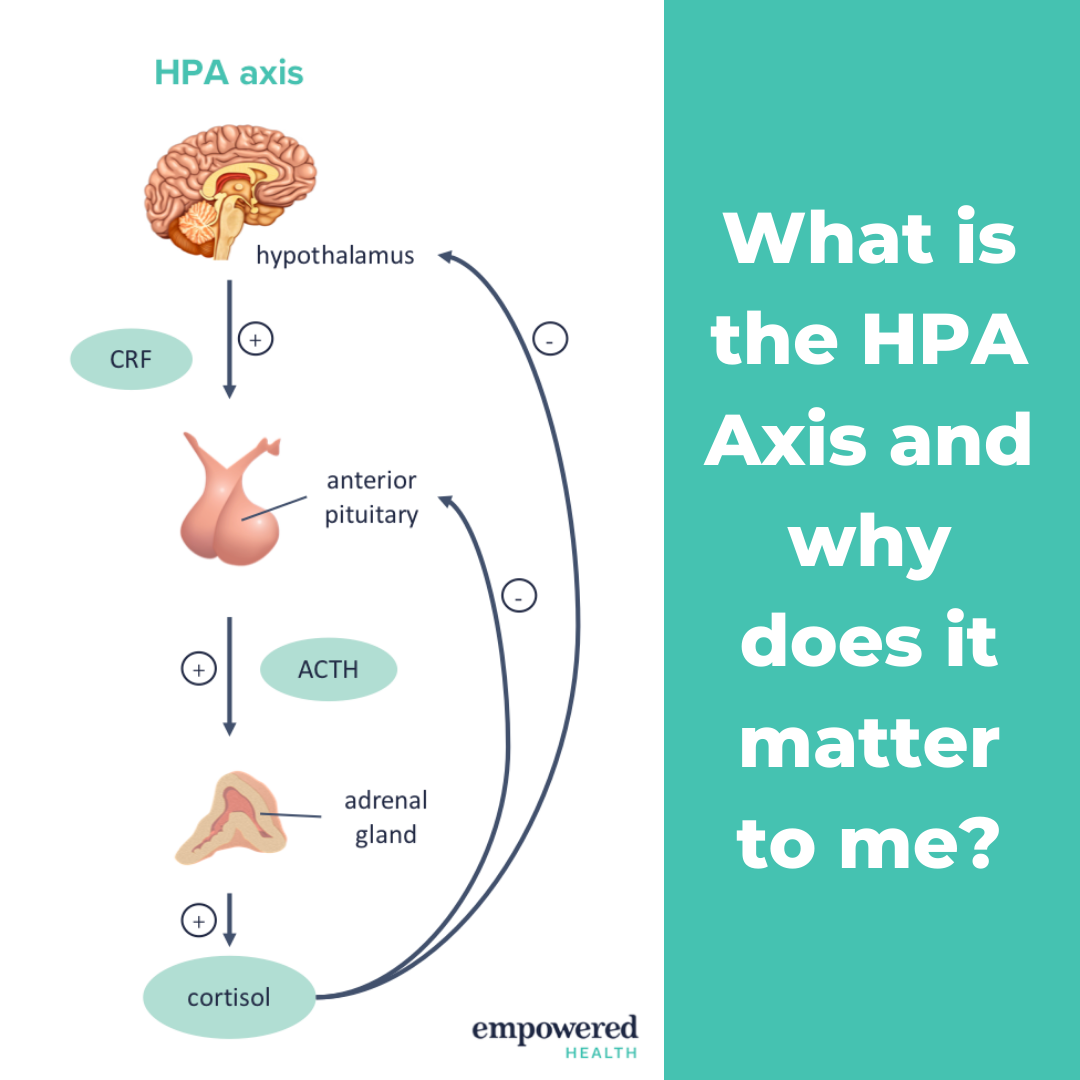 HPA axis
hypothalamus
+
-
CRF
anterior
pituitary
-
+
ACTH
adrenal
gland
+
cortisol
empowered
HEALTH
What is
the HPA
Axis and
why
does it
matter
to me?